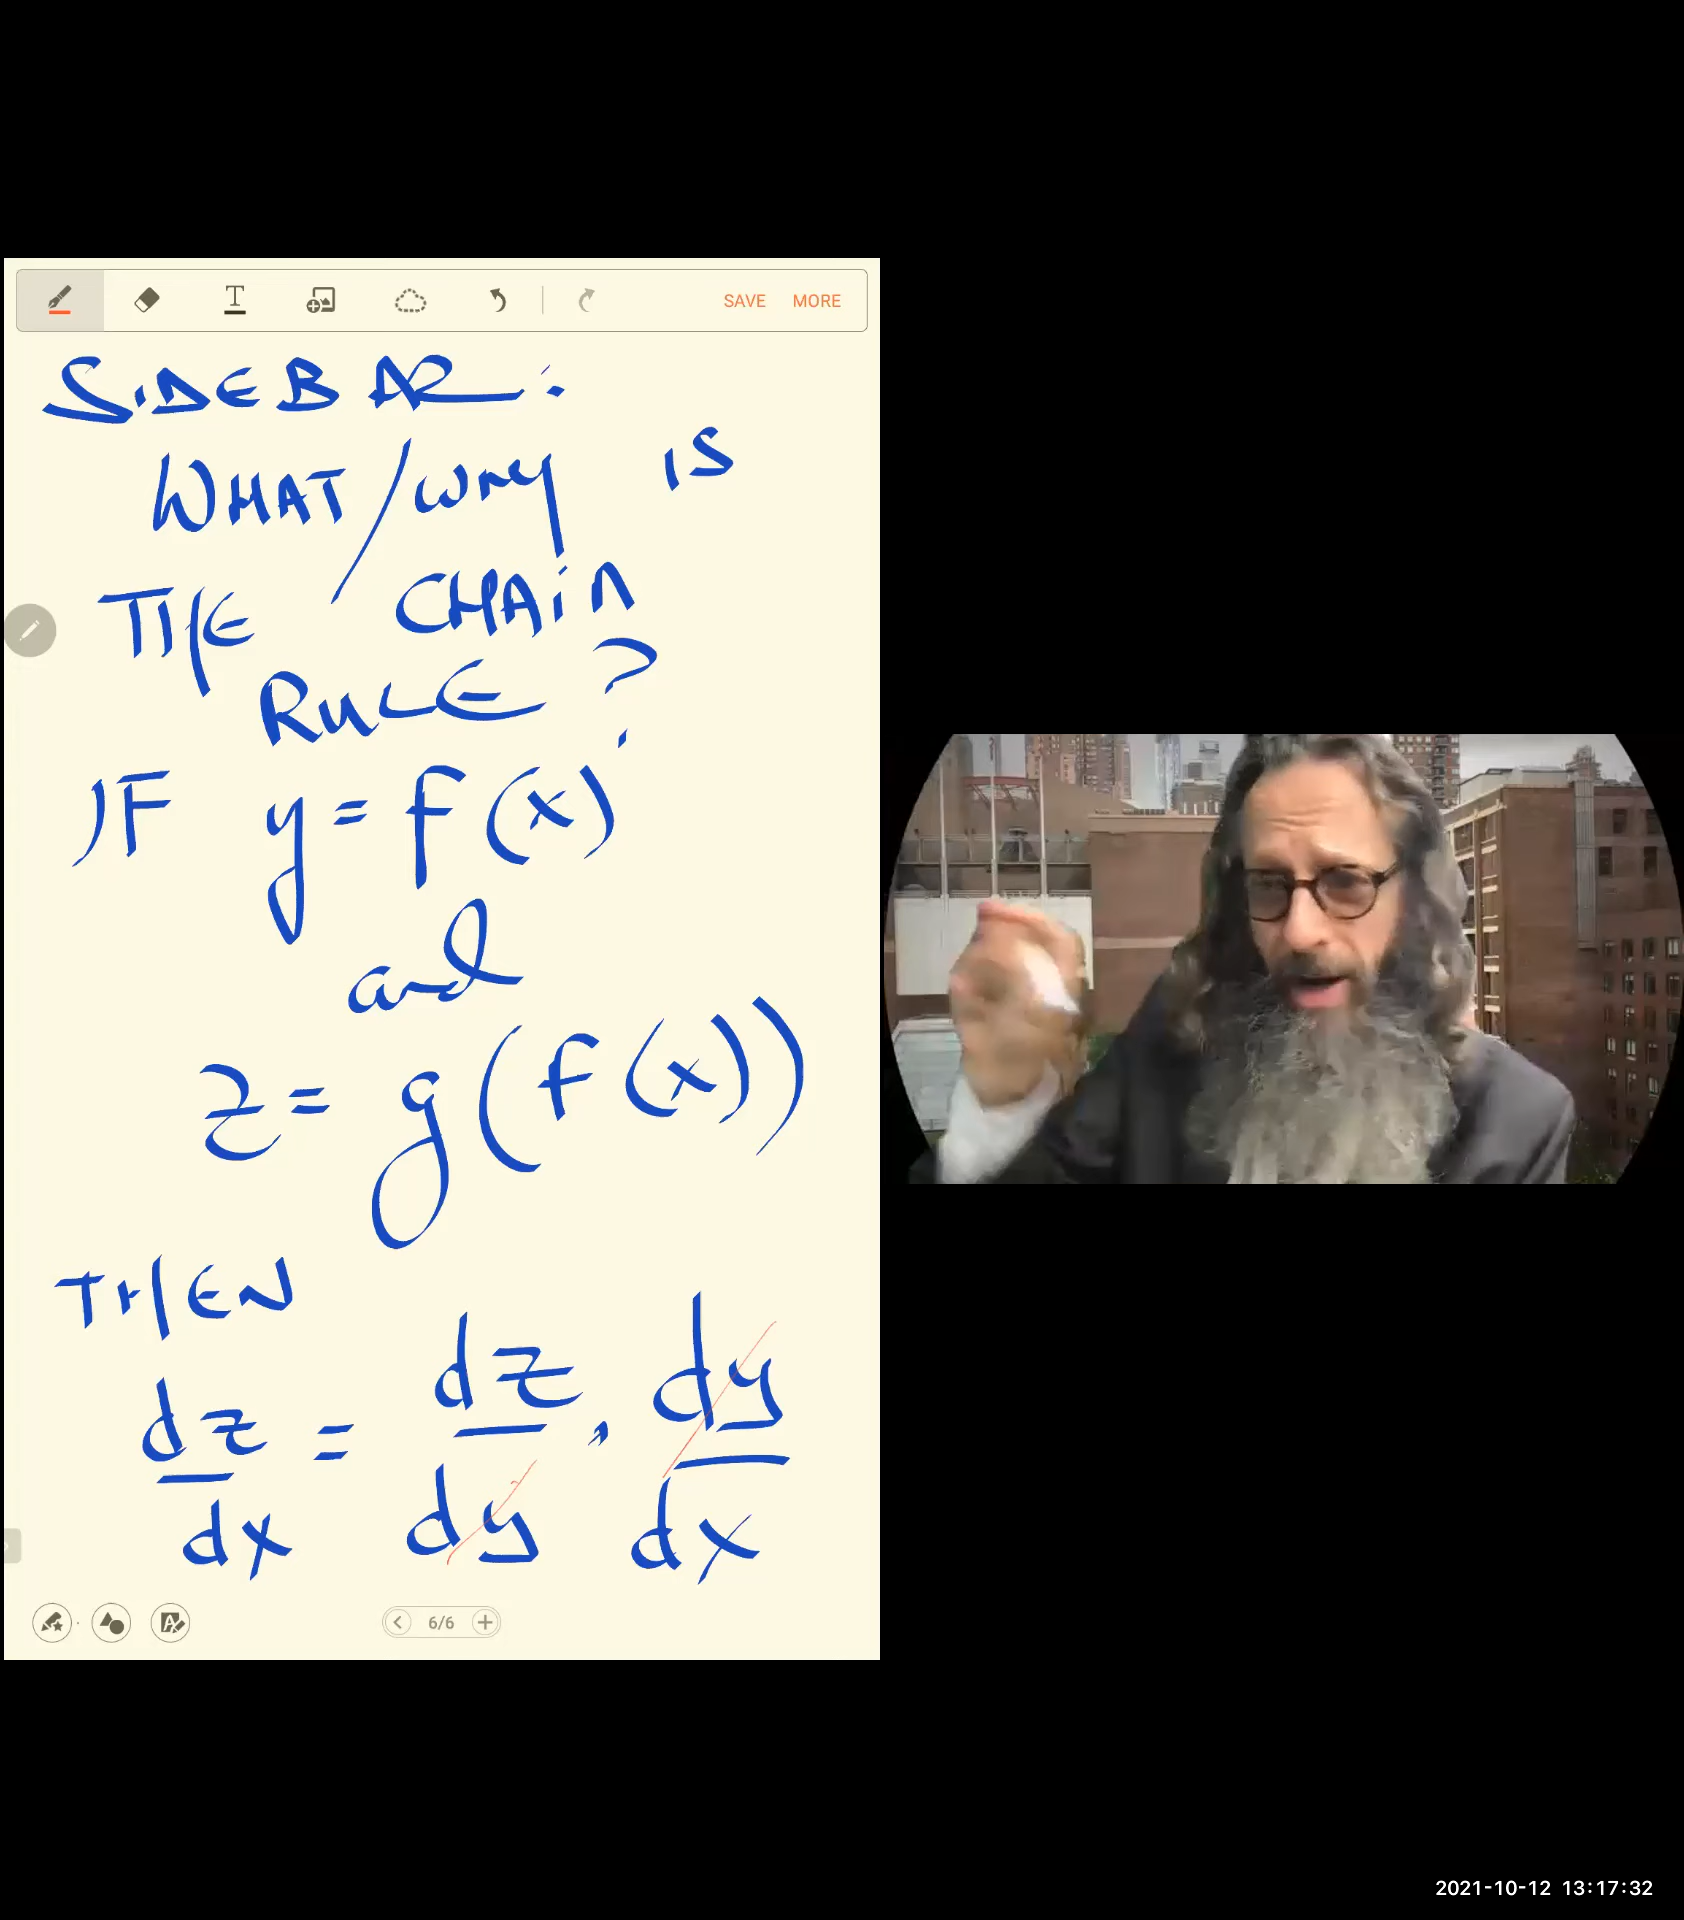 SAVE MORE
SIDEBAR:
WHAT/WHY IS
THE CHAIN
RULE?
IF y = f(x)
and
z = g(f(x))
THEN
dz/dx = dz/dy · dy/dx
6/6
2021-10-12 13:17:32